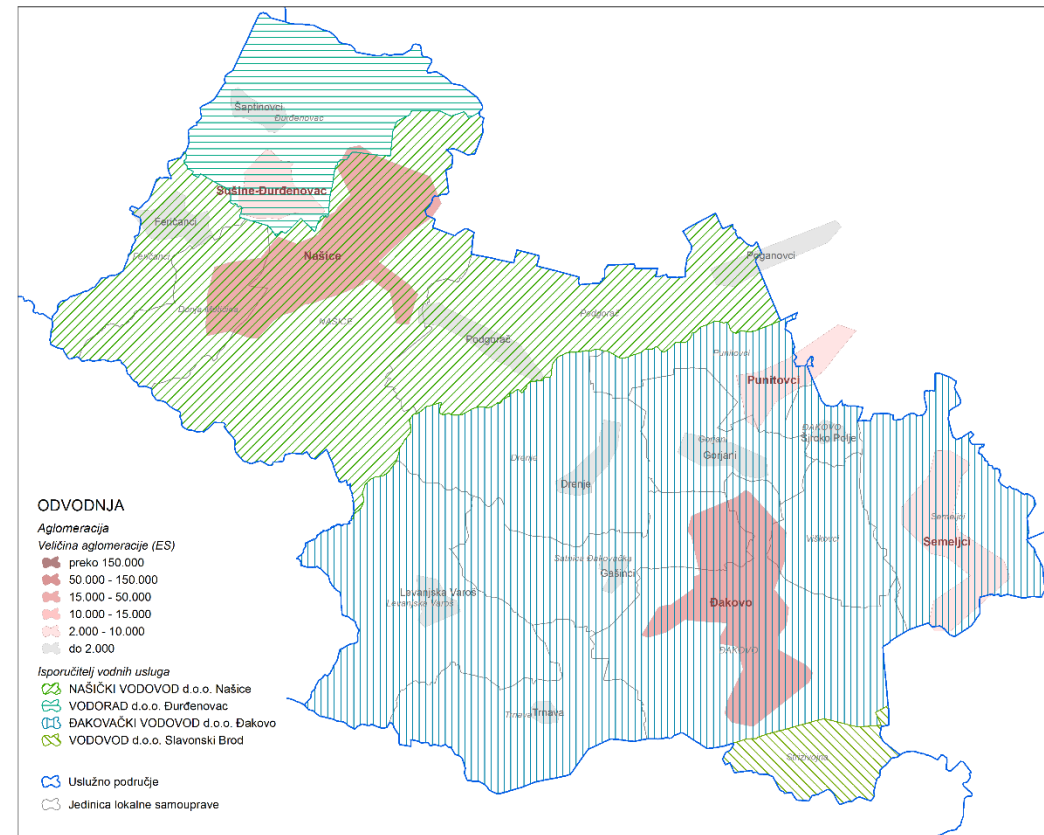 Šaptinovci
Đurđenovac
Sušine-Đurđenovac
Feričanci
Feričanci
Našice
Poganovci
Donja Motičina
NAŠICE
Podgorač
Podgorač
Punitovci
Punitovci
ĐAKOVO
Široko Polje
Gorjani
Gorjani
Drenje
Drenje
Semeljci
Semeljci
Viškovci
Satnica Đakovačka
Gašinci
Levanjska Varoš
Levanjska Varoš
Đakovo
ĐAKOVO
Trnava
Trnava
Strizivojna
ODVODNJA
Aglomeracija
Veličina aglomeracije (ES)
preko 150.000
50.000 - 150.000
15.000 - 50.000
10.000 - 15.000
2.000 - 10.000
do 2.000
Isporučitelj vodnih usluga
NAŠIČKI VODOVOD d.o.o. Našice
VODORAD d.o.o. Đurđenovac
ĐAKOVAČKI VODOVOD d.o.o. Đakovo
VODOVOD d.o.o. Slavonski Brod
Uslužno područje
Jedinica lokalne samouprave